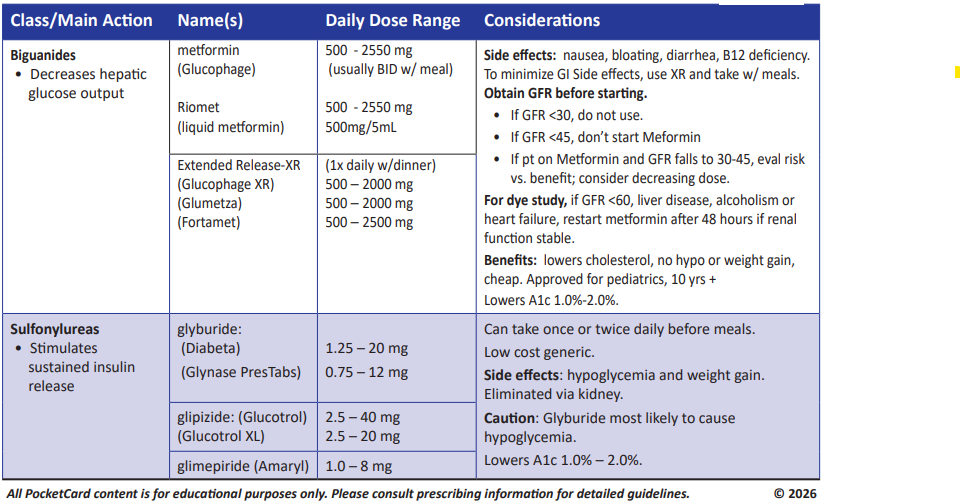 Class/Main Action Name(s) Daily Dose Range Considerations
Biguanides
• Decreases hepatic
glucose output
metformin
(Glucophage)
Riomet
(liquid metformin)
500 - 2550 mg
(usually BID w/ meal)
500 - 2550 mg
500mg/5mL
Extended Release-XR
(Glucophage XR)
(Glumetza)
(Fortamet)
(1x daily w/dinner)
500 – 2000 mg
500 – 2000 mg
500 – 2500 mg
Side effects: nausea, bloating, diarrhea, B12 deficiency.
To minimize GI Side effects, use XR and take w/ meals.
Obtain GFR before starting.
• If GFR <30, do not use.
• If GFR <45, don’t start Meformin
• If pt on Metformin and GFR falls to 30-45, eval risk
vs. benefit; consider decreasing dose.
For dye study, if GFR <60, liver disease, alcoholism or
heart failure, restart metformin after 48 hours if renal
function stable.
Benefits: lowers cholesterol, no hypo or weight gain,
cheap. Approved for pediatrics, 10 yrs +
Lowers A1c 1.0%-2.0%.
Sulfonylureas
• Stimulates
sustained insulin
release
glyburide:
(Diabeta)
(Glynase PresTabs)
1.25 – 20 mg
0.75 – 12 mg
glipizide: (Glucotrol)
(Glucotrol XL)
2.5 – 40 mg
2.5 – 20 mg
glimepiride (Amaryl)
1.0 – 8 mg
Can take once or twice daily before meals.
Low cost generic.
Side effects: hypoglycemia and weight gain.
Eliminated via kidney.
Caution: Glyburide most likely to cause
hypoglycemia.
Lowers A1c 1.0% – 2.0%.
All PocketCard content is for educational purposes only. Please consult prescribing information for detailed guidelines. © 2026